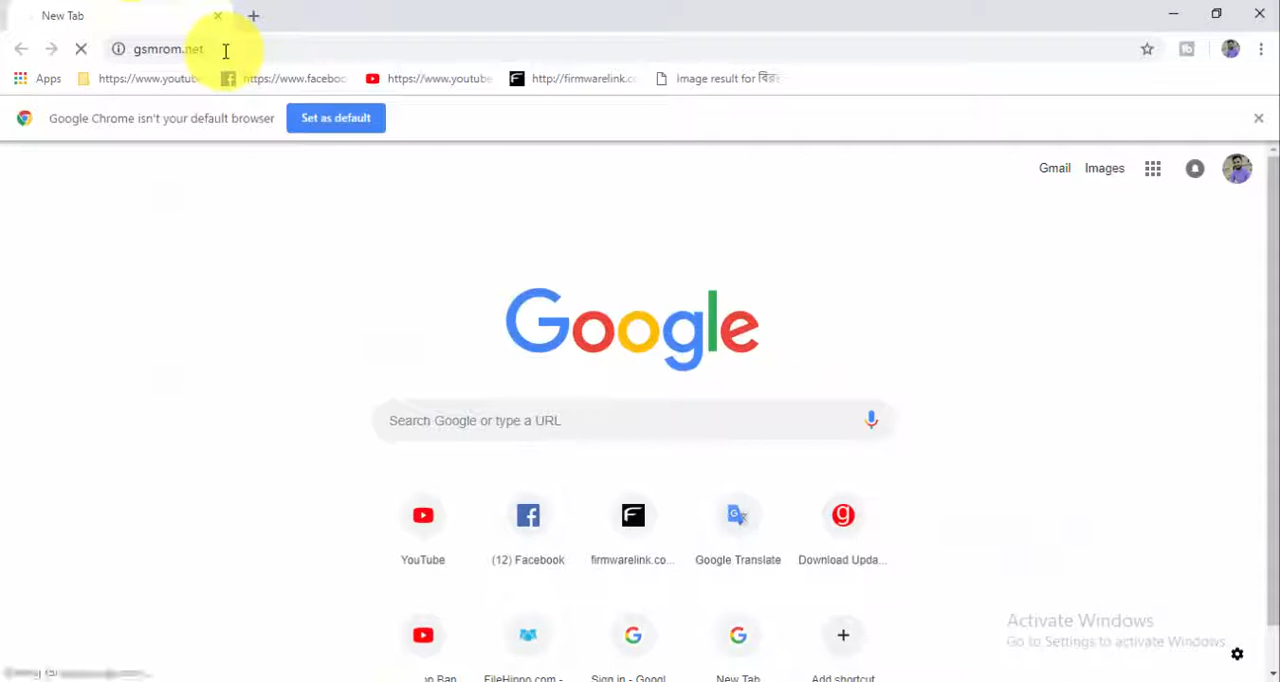 New Tab
gsmrom.net
Apps https://www.youtub https://www.faceboo https://www.youtube http://firmwarelink.co Image result for বির
Google Chrome isn't your default browser Set as default
Gmail Images
Google
Search Google or type a URL
YouTube (12) Facebook firmwarelink.co... Google Translate Download Upda...
Activate Windows
Go to Settings to activate Windows.
op Ban FileHippo.com - Sign in - Googl New Tab Add shortcut